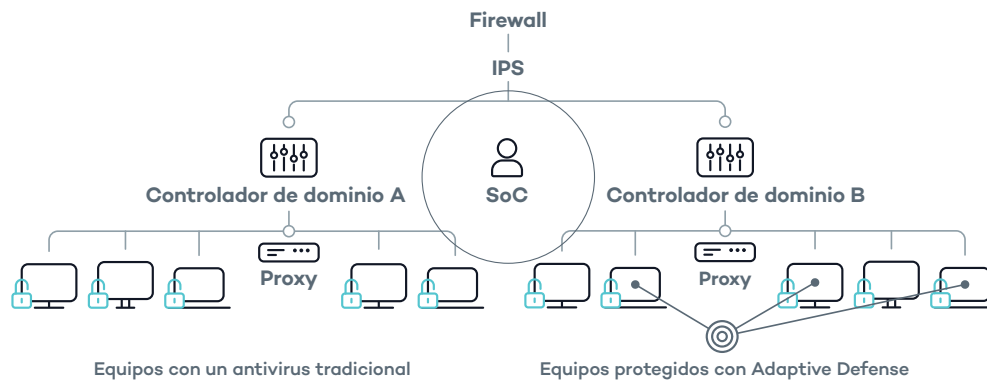 Firewall
IPS
Controlador de dominio A
SoC
Controlador de dominio B
Proxy
Proxy
Equipos con un antivirus tradicional
Equipos protegidos con Adaptive Defense